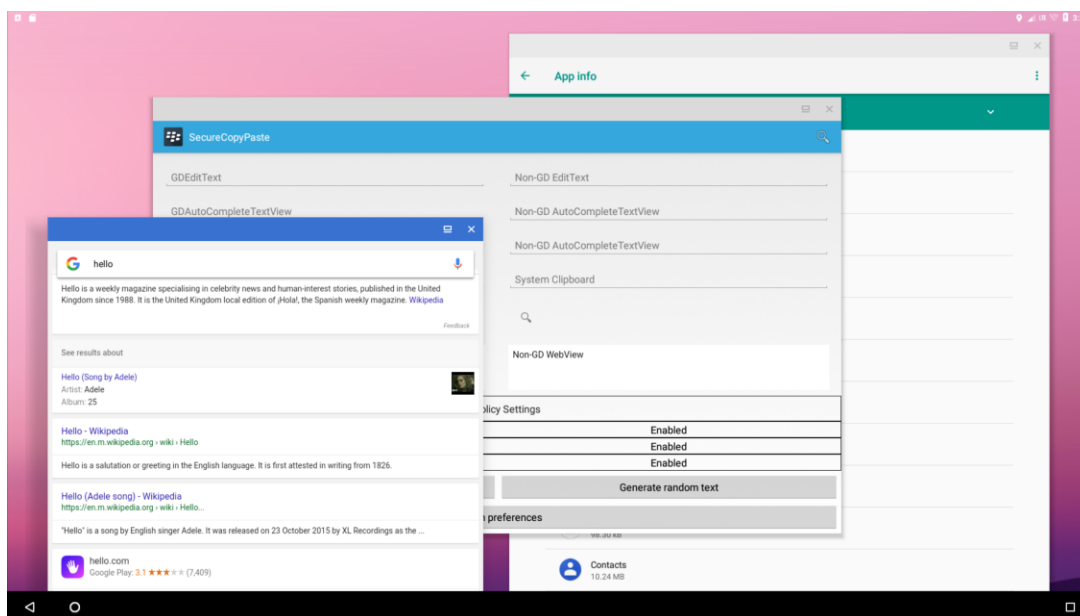 App info
SecureCopyPaste
GDEditText
Non-GD EditText
GDAutoCompleteTextView
Non-GD AutoCompleteTextView
Non-GD AutoCompleteTextView
System Clipboard
Non-GD WebView
olicy Settings
Enabled
Enabled
Enabled
Generate random text
preferences
hello
Hello is a weekly magazine specialising in celebrity news and human-interest stories, published in the United
Kingdom since 1988. It is the United Kingdom local edition of ¡Hola!, the Spanish weekly magazine. Wikipedia
Feedback
See results about
Hello (Song by Adele)
Artist: Adele
Album: 25
Hello - Wikipedia
https://en.m.wikipedia.org › wiki › Hello
Hello is a salutation or greeting in the English language. It is first attested in writing from 1826.
Hello (Adele song) - Wikipedia
https://en.m.wikipedia.org › wiki › Hello...
"Hello" is a song by English singer Adele. It was released on 23 October 2015 by XL Recordings as the ...
hello.com
Google Play: 3.1 ★★★★★ (7,409)
98.30 KB
Contacts
10.24 MB